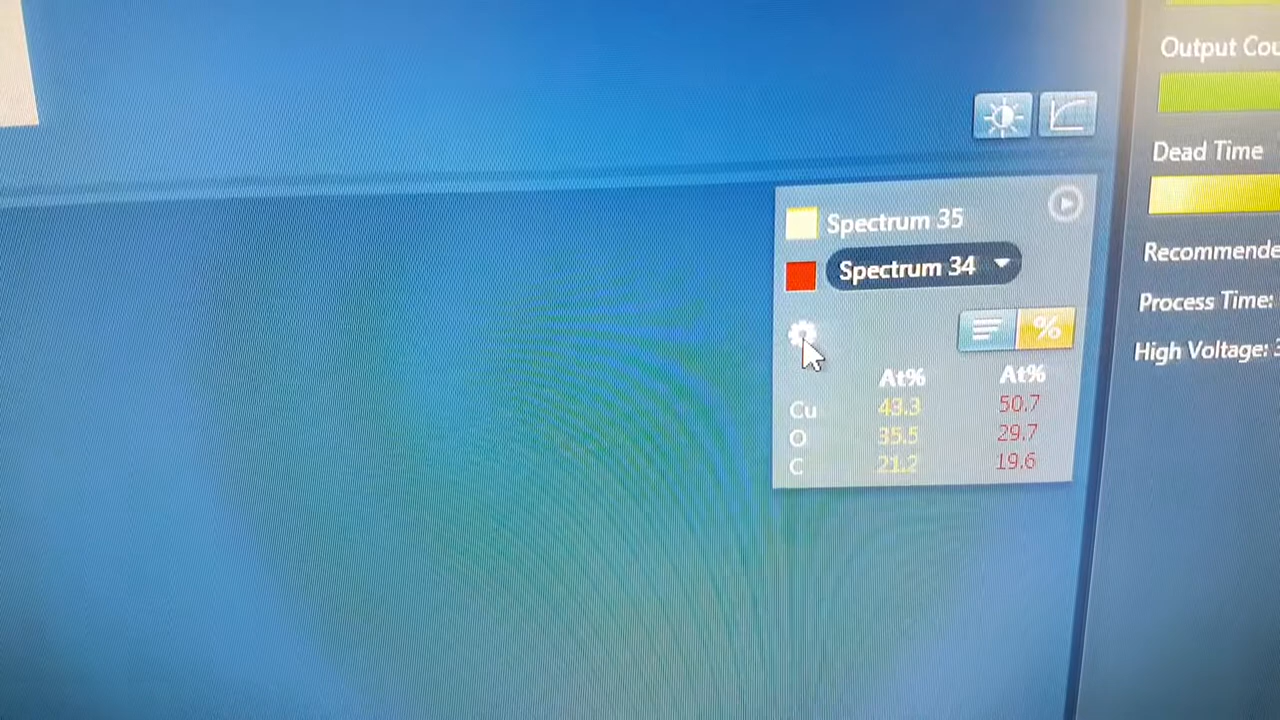 Output Cou
Dead Time
Recommende
Process Time:
High Voltage: 3
Spectrum 35
Spectrum 34
%
At% At%
Cu 43.3 50.7
O 35.5 29.7
C 21.2 19.6